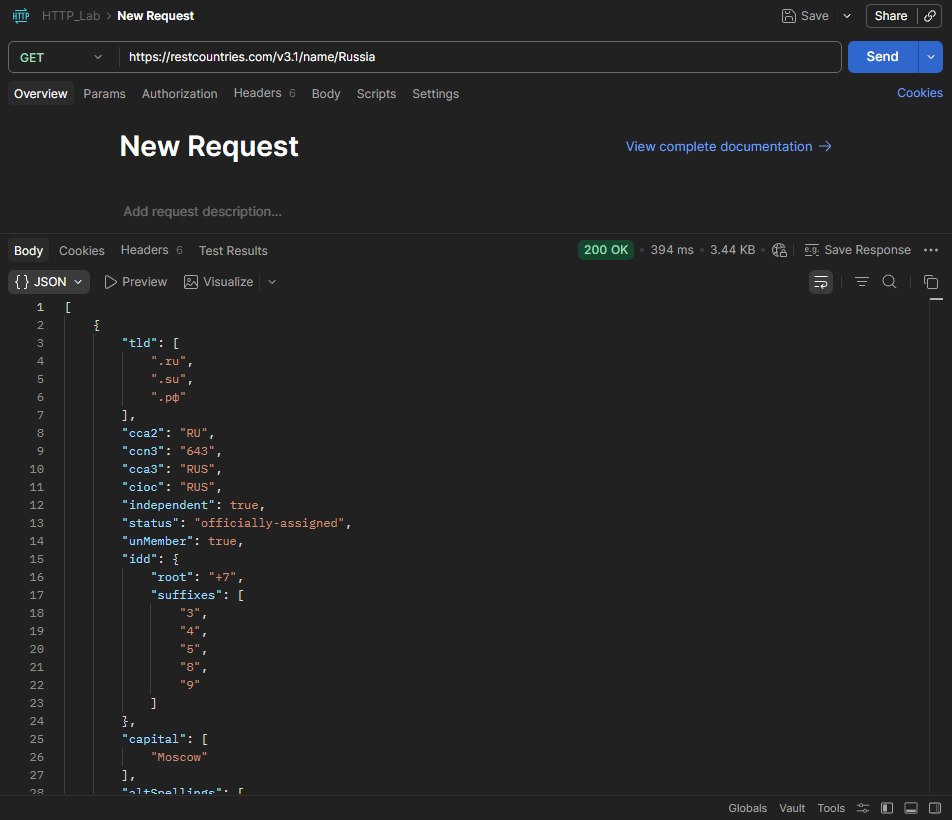 HTTP HTTP_Lab > New Request Save Share
GET https://restcountries.com/v3.1/name/Russia Send
Overview Params Authorization Headers 6 Body Scripts Settings Cookies
New Request View complete documentation →
Add request description...
Body Cookies Headers 6 Test Results 200 OK • 394 ms • 3.44 KB • e.g. Save Response •••
{} JSON Preview Visualize
1 [
2 {
3 "tld": [
4 ".ru",
5 ".su",
6 ".рф"
7 ],
8 "cca2": "RU",
9 "ccn3": "643",
10 "cca3": "RUS",
11 "cioc": "RUS",
12 "independent": true,
13 "status": "officially-assigned",
14 "unMember": true,
15 "idd": {
16 "root": "+7",
17 "suffixes": [
18 "3",
19 "4",
20 "5",
21 "8",
22 "9"
23 ]
24 },
25 "capital": [
26 "Moscow"
27 ],
28 "altSpellings": [
Globals Vault Tools